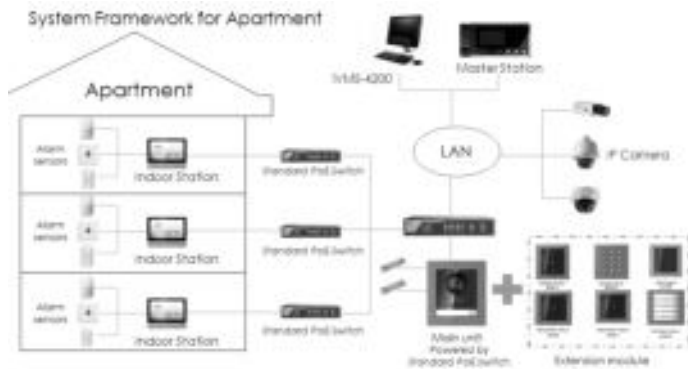 System Framework for Apartment
iVMS-4200
Master Station
Apartment
LAN
IP Camera
Alarm
sensors
Indoor Station
Standard PoE Switch
Alarm
sensors
Indoor Station
Standard PoE Switch
Alarm
sensors
Indoor Station
Standard PoE Switch
Main unit
Powered by
Standard PoE switch
Extension module